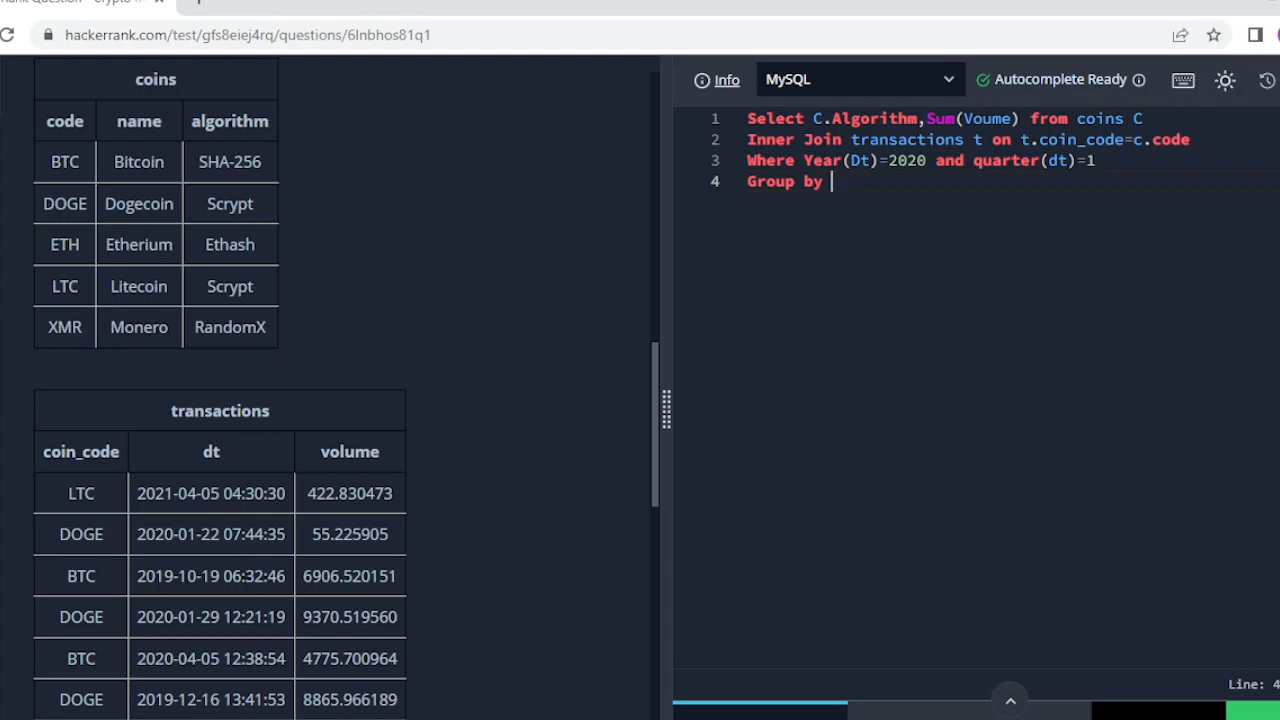 Rank Question - Crypto M
hackerrank.com/test/gfs8eiej4rq/questions/6lnbhos81q1
coins
code name algorithm
BTC Bitcoin SHA-256
DOGE Dogecoin Scrypt
ETH Etherium Ethash
LTC Litecoin Scrypt
XMR Monero RandomX
transactions
coin_code dt volume
LTC 2021-04-05 04:30:30 422.830473
DOGE 2020-01-22 07:44:35 55.225905
BTC 2019-10-19 06:32:46 6906.520151
DOGE 2020-01-29 12:21:19 9370.519560
BTC 2020-04-05 12:38:54 4775.700964
DOGE 2019-12-16 13:41:53 8865.966189
Info MySQL Autocomplete Ready
1 Select C.Algorithm,Sum(Voume) from coins C
2 Inner Join transactions t on t.coin_code=c.code
3 Where Year(Dt)=2020 and quarter(dt)=1
4 Group by
Line: 4